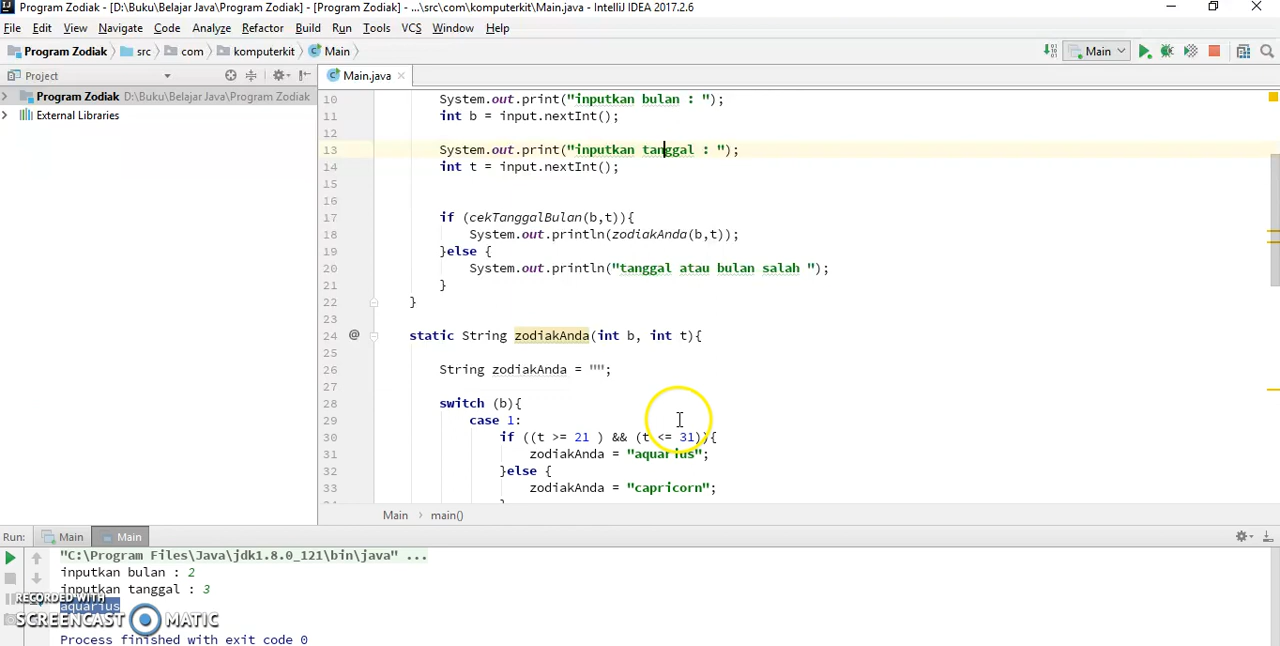 Program Zodiak - [D:\Buku\Belajar Java\Program Zodiak] - [Program Zodiak] - ...\src\com\komputerkit\Main.java - IntelliJ IDEA 2017.2.6
File Edit View Navigate Code Analyze Refactor Build Run Tools VCS Window Help
Program Zodiak src com komputerkit Main Main
Project Main.java
Program Zodiak D:\Buku\Belajar Java\Program Zodiak
External Libraries
10 System.out.print("inputkan bulan : ");
11 int b = input.nextInt();
12
13 System.out.print("inputkan tanggal : ");
14 int t = input.nextInt();
15
16
17 if (cekTanggalBulan(b,t)){
18 System.out.println(zodiakAnda(b,t));
19 }else {
20 System.out.println("tanggal atau bulan salah ");
21 }
22 }
23
24 @ static String zodiakAnda(int b, int t){
25
26 String zodiakAnda = "";
27
28 switch (b){
29 case 1:
30 if ((t >= 21 ) && (t <= 31)){
31 zodiakAnda = "aquarius";
32 }else {
33 zodiakAnda = "capricorn";
Main main()
Run: Main Main
"C:\Program Files\Java\jdk1.8.0_121\bin\java" ...
inputkan bulan : 2
inputkan tanggal : 3
aquarius
RECORDED WITH
SCREENCAST MATIC
Process finished with exit code 0